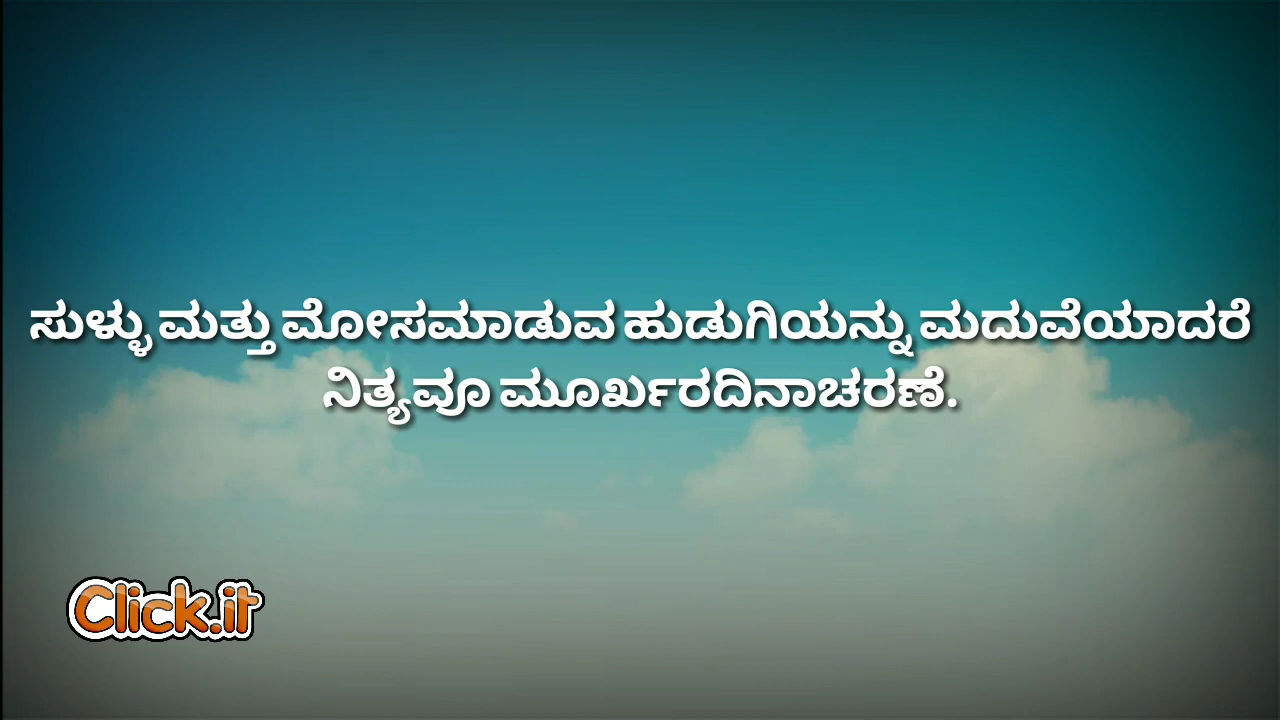 ಸುಳ್ಳು ಮತ್ತು ಮೋಸಮಾಡುವ ಹುಡುಗಿಯನ್ನು ಮದುವೆಯಾದರೆ
ನಿತ್ಯವೂ ಮೂರ್ಖರದಿನಾಚರಣೆ.
Click.it